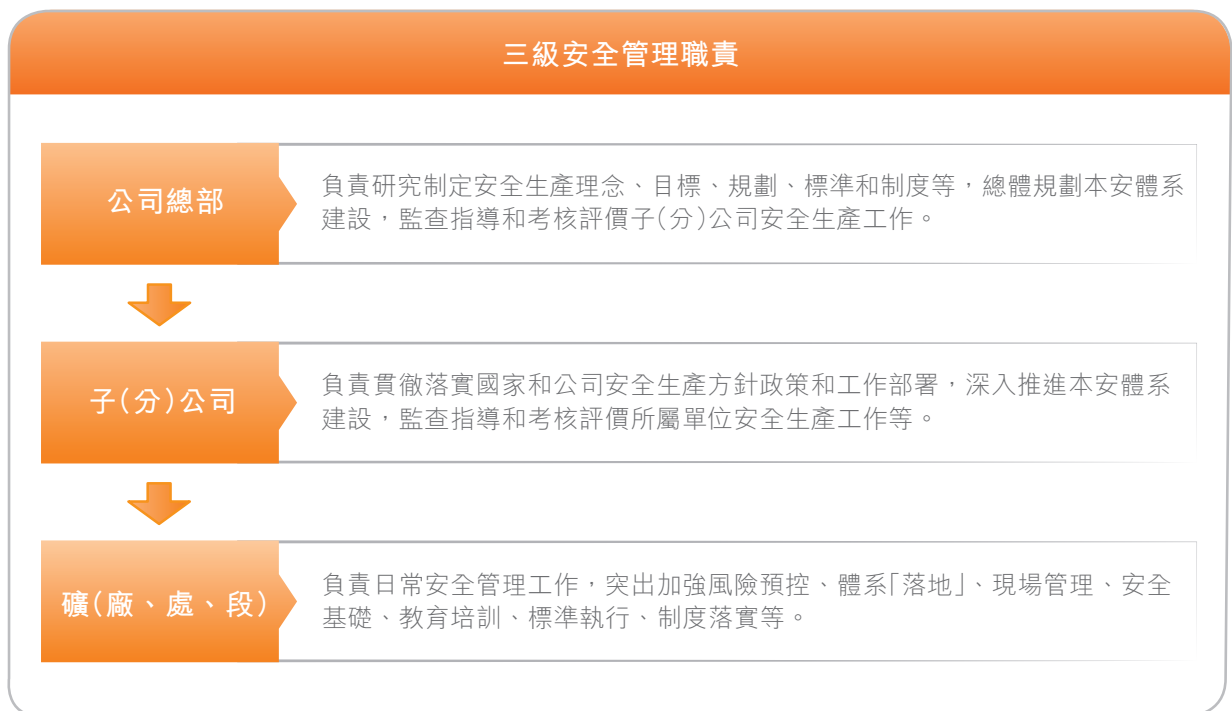 三級安全管理職責
公司總部
負責研究制定安全生產理念、目標、規劃、標準和制度等，總體規劃本安體系
建設，監查指導和考核評價子(分)公司安全生產工作。
子(分)公司
負責貫徹落實國家和公司安全生產方針政策和工作部署，深入推進本安體系
建設，監查指導和考核評價所屬單位安全生產工作等。
礦(廠、處、段)
負責日常安全管理工作，突出加強風險預控、體系「落地」、現場管理、安全
基礎、教育培訓、標準執行、制度落實等。